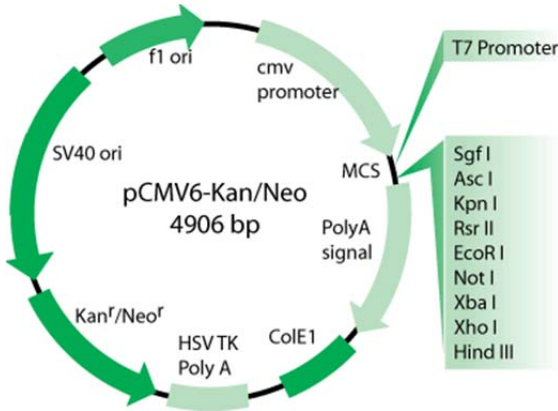 f1 ori
cmv
promoter
T7 Promoter
SV40 ori
MCS
Sgf I
Asc I
Kpn I
Rsr II
EcoR I
Not I
Xba I
Xho I
Hind III
pCMV6-Kan/Neo
4906 bp
PolyA
signal
Kanʳ/Neoʳ
HSV TK
Poly A
ColE1